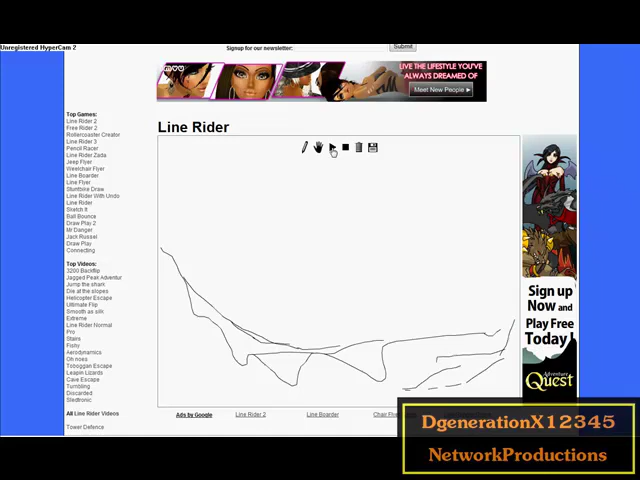 Unregistered HyperCam 2
Signup for our newsletter:
Submit
LIVE THE LIFESTYLE YOU'VE
ALWAYS DREAMED OF
Meet New People
Line Rider
Top Games:
Line Rider 2
Free Rider 2
Rollercoaster Creator
Line Rider 3
Pencil Racer
Line Rider Zada
Jeep Flyer
Wheelchair Flyer
Line Boarder
Line Flyer
Stuntbike Draw
Line Rider With Undo
Line Rider
Sketch It
Ball Bounce
Draw Play 2
Mr Danger
Jack Russel
Draw Play
Connecting
Top Videos:
3200 Backflip
Jagged Peak Adventur
Jump the shark
Die at the slopes
Helicopter Escape
Ultimate Flip
Smooth as silk
Extreme
Line Rider Normal
Pro
Stairs
Fishy
Aerodynamics
Oh noes
Toboggan Escape
Leapin Lizards
Cave Escape
Tumbling
Discarded
Sledtronic
All Line Rider Videos
Tower Defence
Sign up
Now and
Play Free
Today!
Adventure
Quest
Ads by Google
Line Rider 2
Line Boarder
Chair
DgenerationX12345
NetworkProductions